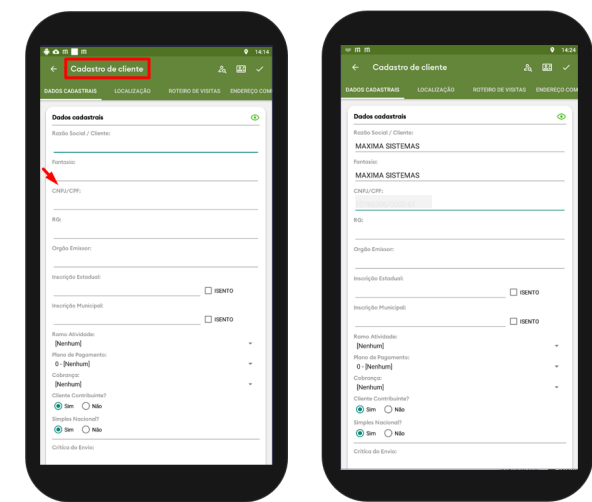 14:14
Cadastro de cliente
DADOS CADASTRAIS LOCALIZAÇÃO ROTEIRO DE VISITAS ENDEREÇO COM
Dados cadastrais
Razão Social / Cliente:
Fantasia:
CNPJ/CPF:
RG:
Orgão Emissor:
Inscrição Estadual:
ISENTO
Inscrição Municipal:
ISENTO
Ramo Atividade:
[Nenhum]
Plano de Pagamento:
0 - [Nenhum]
Cobrança:
[Nenhum]
Cliente Contribuinte?
Sim Não
Simples Nacional?
Sim Não
Crítica do Envio:
14:24
Cadastro de cliente
DADOS CADASTRAIS LOCALIZAÇÃO ROTEIRO DE VISITAS ENDEREÇO COM
Dados cadastrais
Razão Social / Cliente:
MAXIMA SISTEMAS
Fantasia:
MAXIMA SISTEMAS
CNPJ/CPF:
RG:
Orgão Emissor:
Inscrição Estadual:
ISENTO
Inscrição Municipal:
ISENTO
Ramo Atividade:
[Nenhum]
Plano de Pagamento:
0 - [Nenhum]
Cobrança:
[Nenhum]
Cliente Contribuinte?
Sim Não
Simples Nacional?
Sim Não
Crítica do Envio: